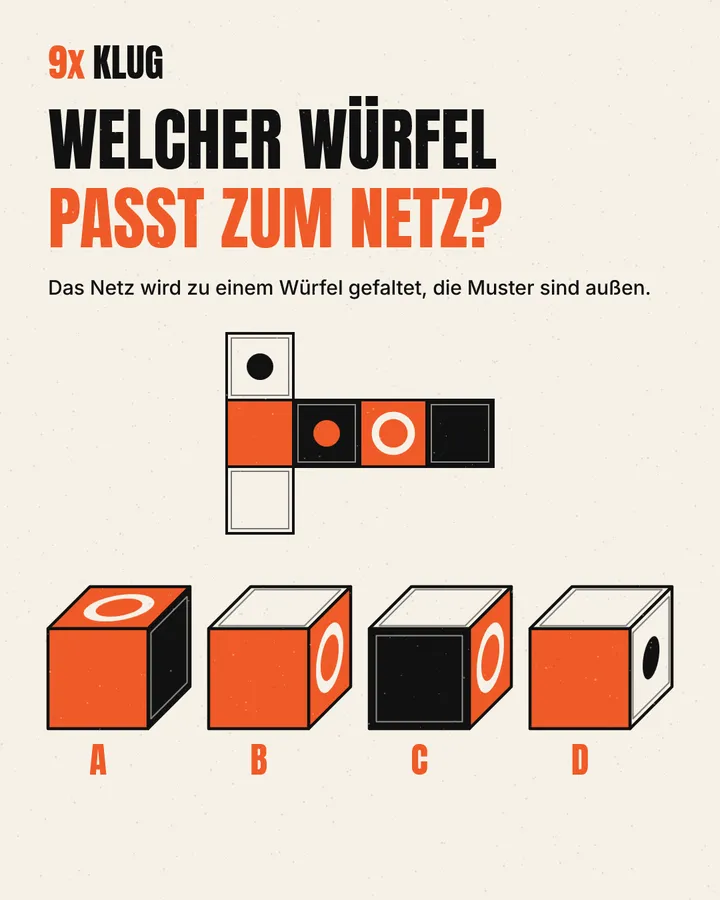 9x KLUG
WELCHER WÜRFEL
PASST ZUM NETZ?
Das Netz wird zu einem Würfel gefaltet, die Muster sind außen.
A B C D